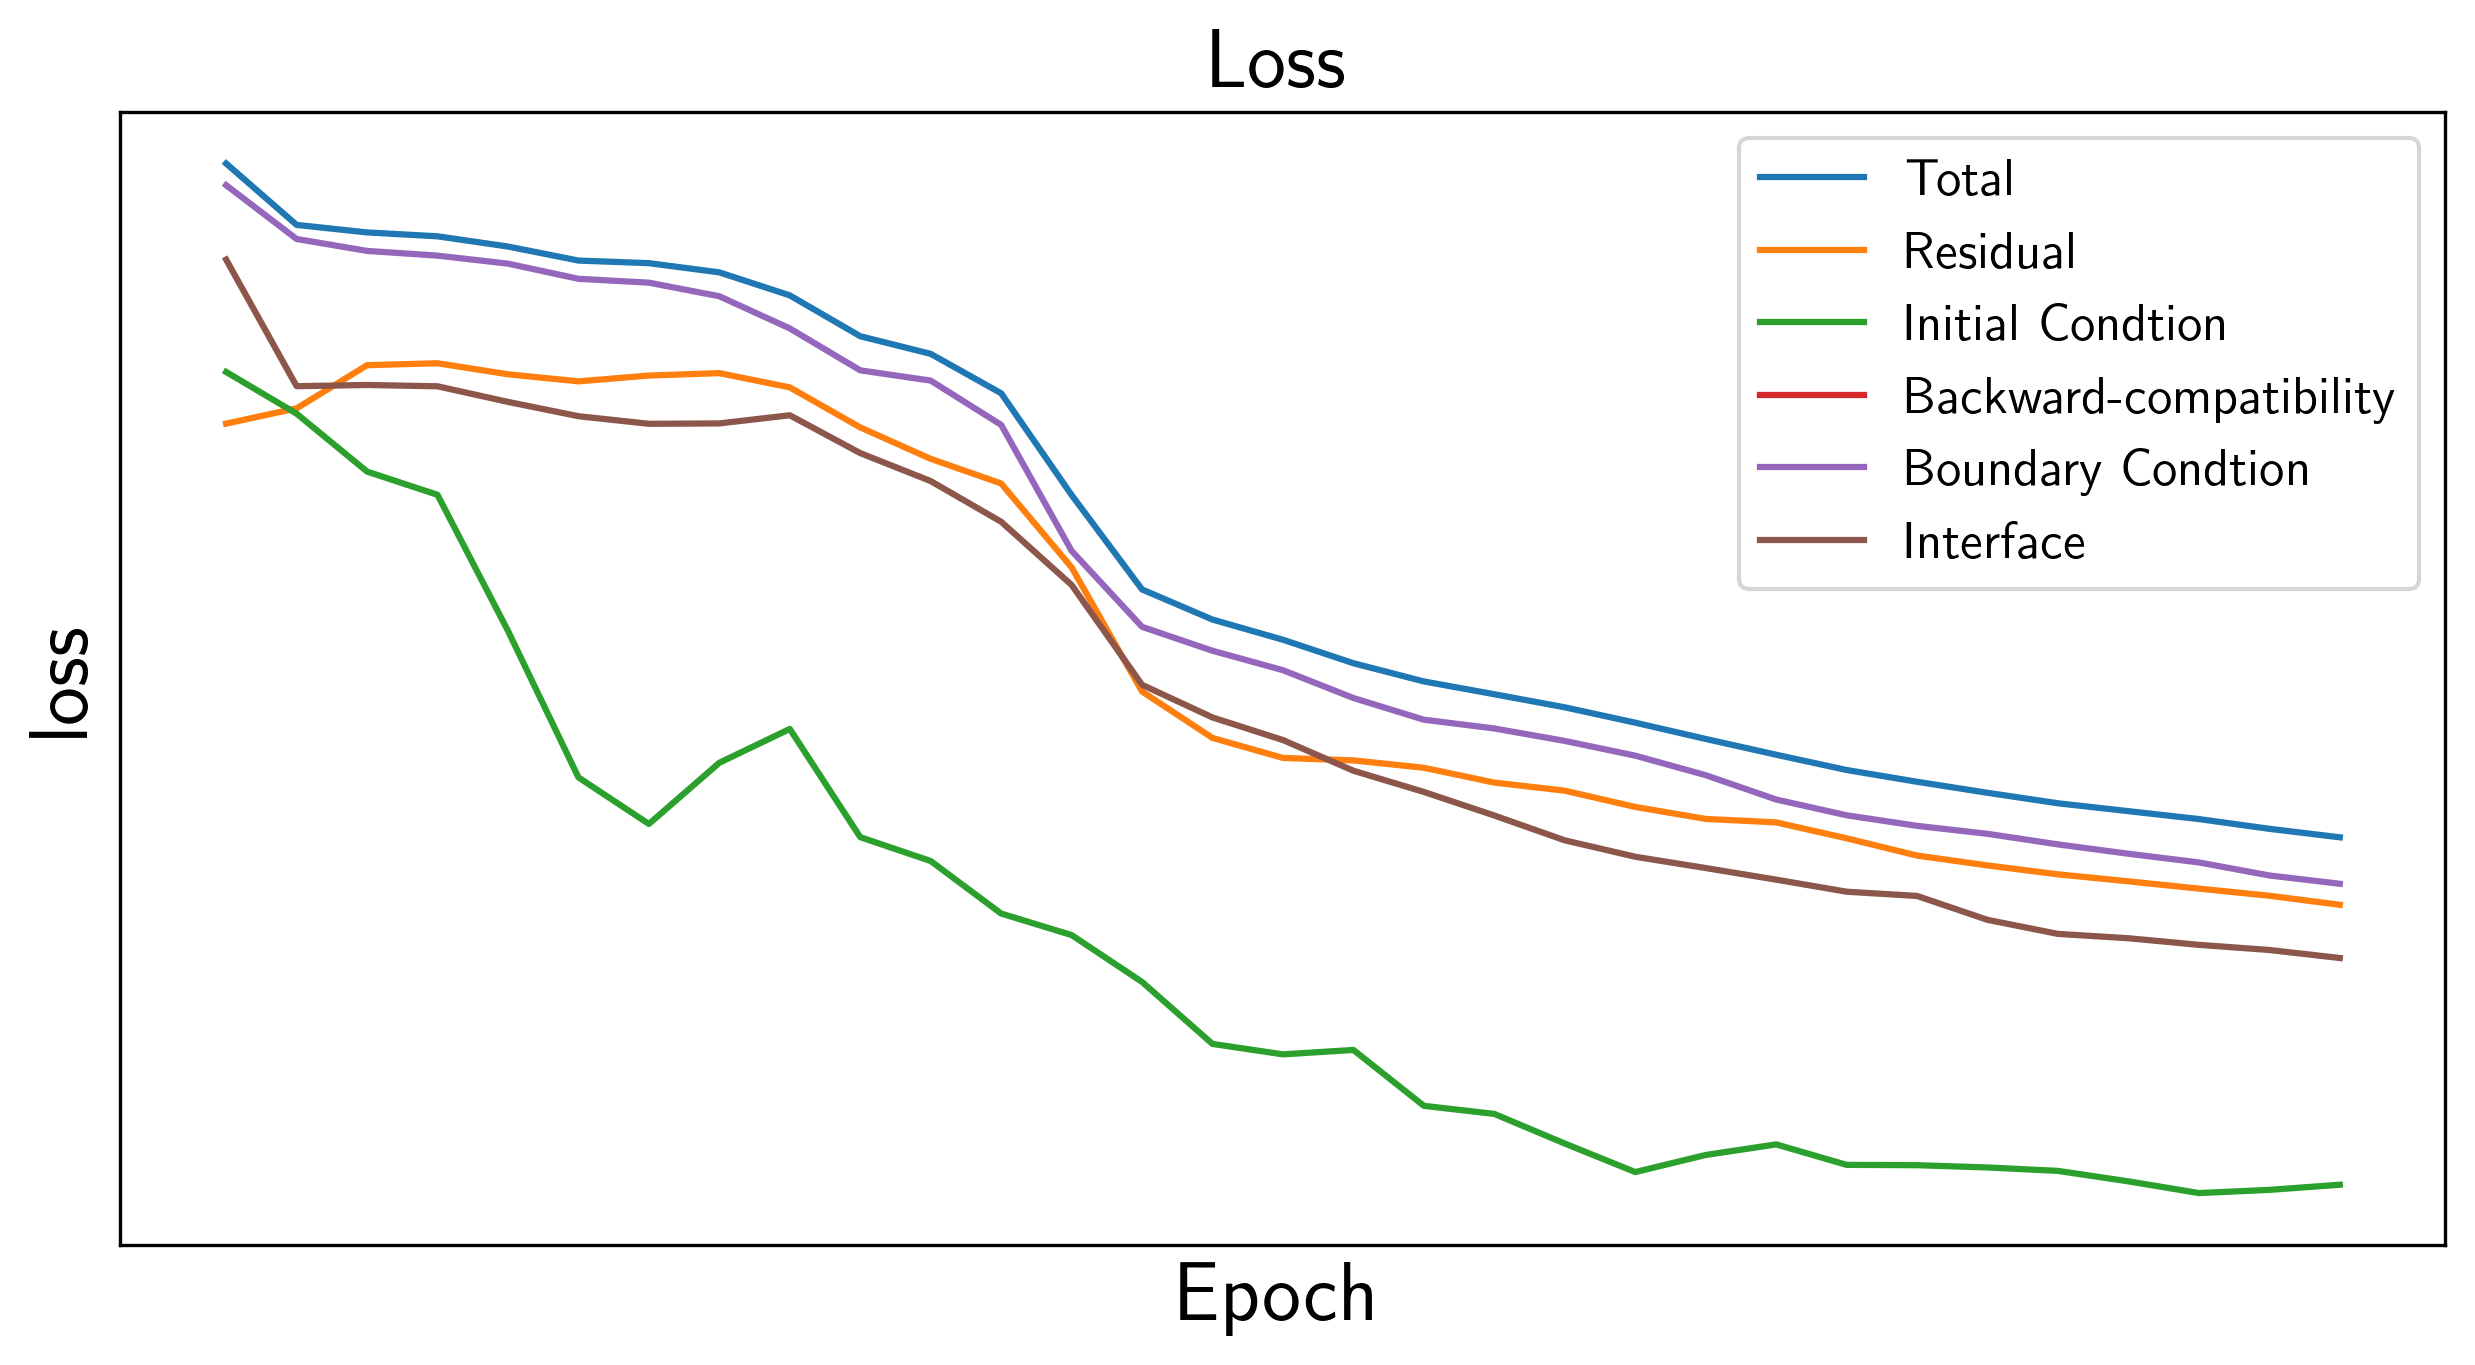 Loss
Total
Residual
Initial Condtion
Backward-compatibility
Boundary Condtion
Interface
loss
Epoch